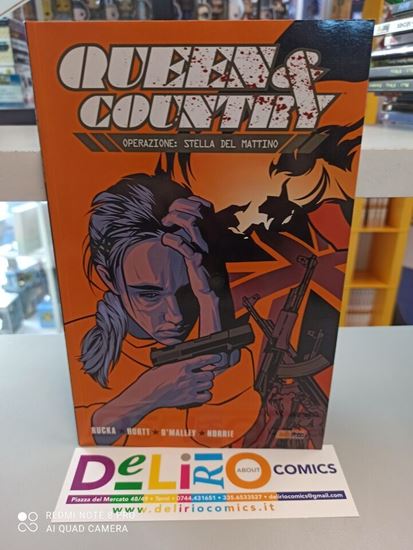 QUEEN &
COUNTRY
OPERAZIONE: STELLA DEL MATTINO
RUCKA ★ HURTT ★ O'MALLEY ★ NORRIE
DeLiRiO ABOUT COMICS
Piazza del Mercato 48/49 • Terni • 0744.431651 • 335.6533527 • deliriocomics@gmail.com
www.deliriocomics.it
REDMI NOTE 8 PRO
AI QUAD CAMERA